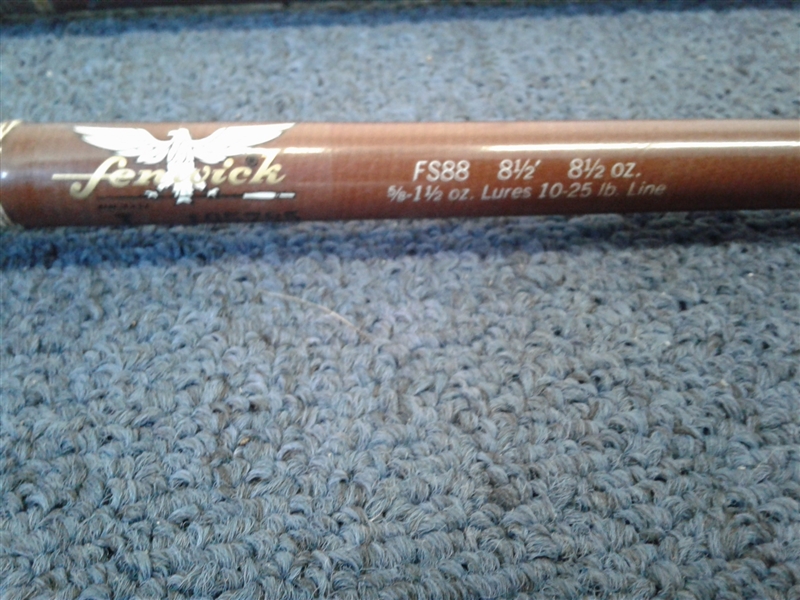 fenwick
FS88 8½' 8½ oz.
⅝-1½ oz. Lures 10-25 lb. Line